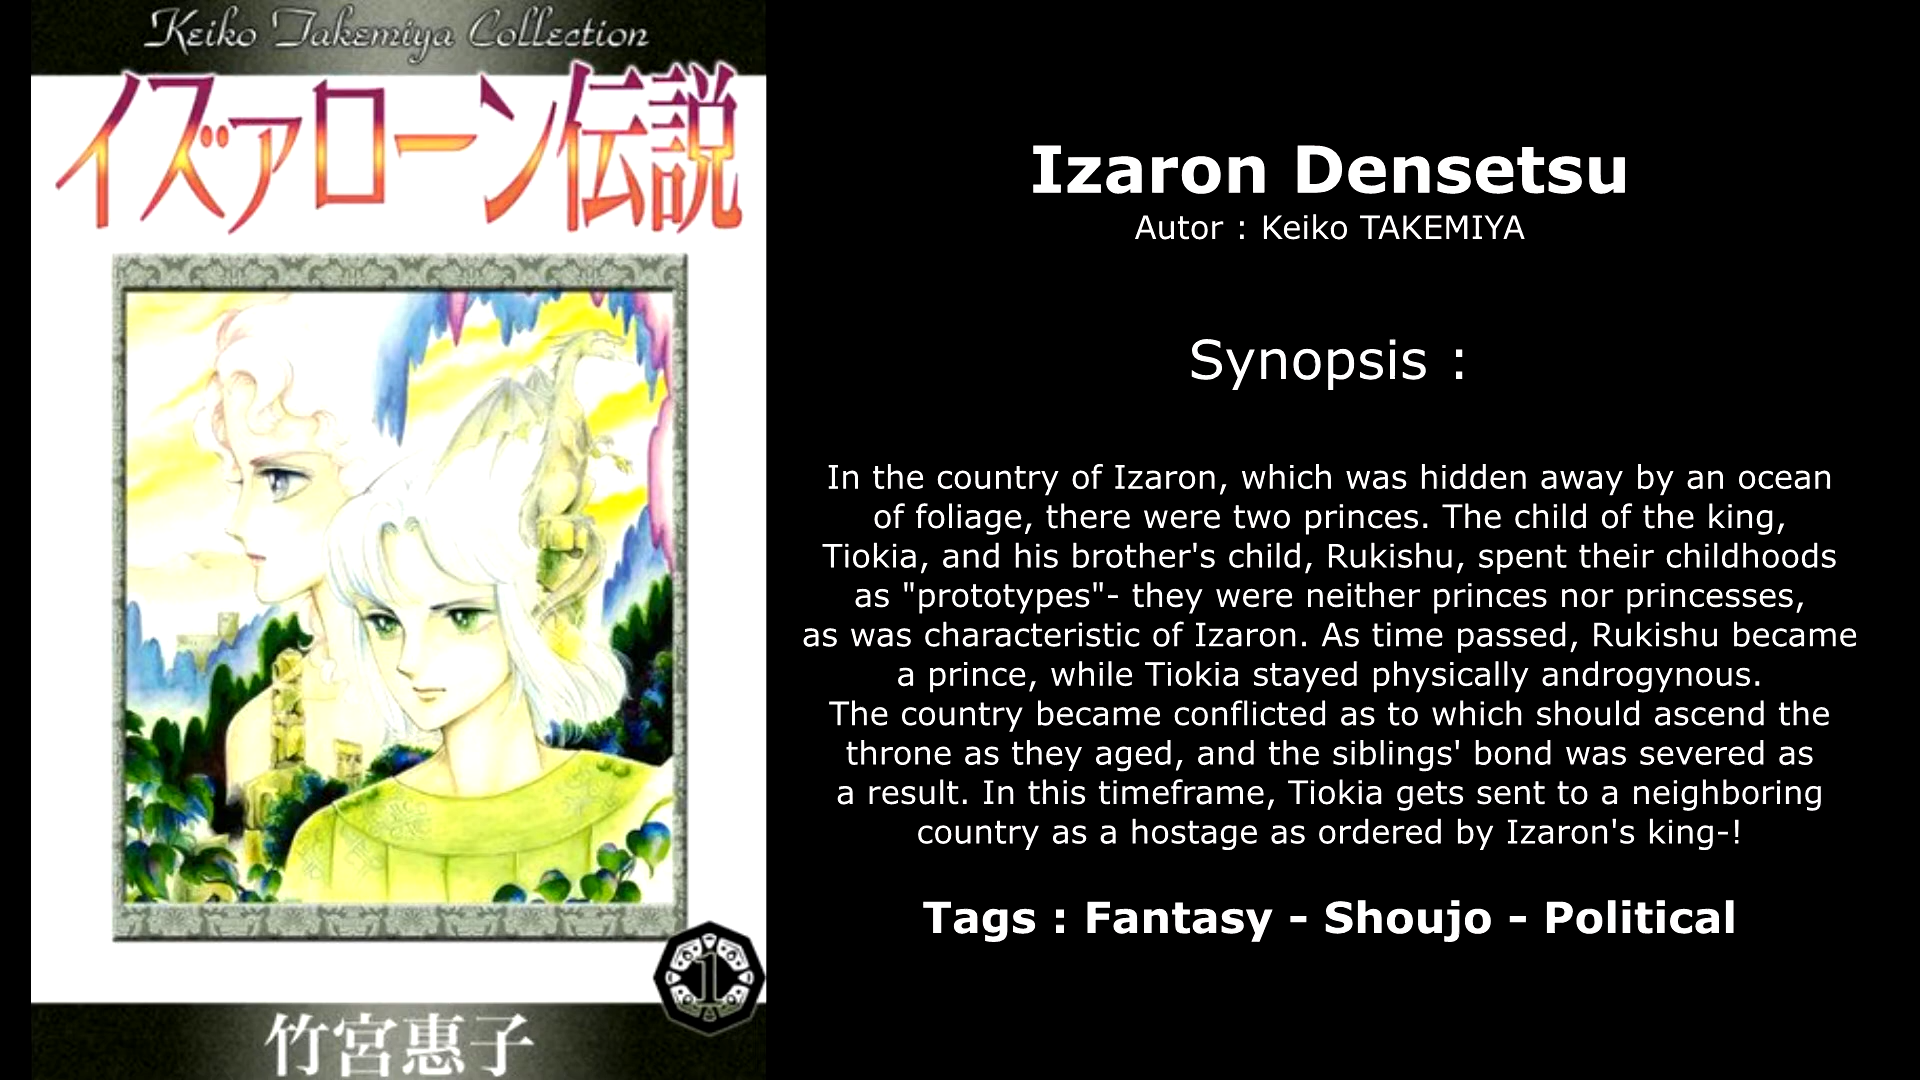 Keiko Takemiya Collection
イズァローン伝説
1
竹宮惠子
Izaron Densetsu
Autor : Keiko TAKEMIYA
Synopsis :
In the country of Izaron, which was hidden away by an ocean
of foliage, there were two princes. The child of the king,
Tiokia, and his brother's child, Rukishu, spent their childhoods
as "prototypes"- they were neither princes nor princesses,
as was characteristic of Izaron. As time passed, Rukishu became
a prince, while Tiokia stayed physically androgynous.
The country became conflicted as to which should ascend the
throne as they aged, and the siblings' bond was severed as
a result. In this timeframe, Tiokia gets sent to a neighboring
country as a hostage as ordered by Izaron's king-!
Tags : Fantasy - Shoujo - Political